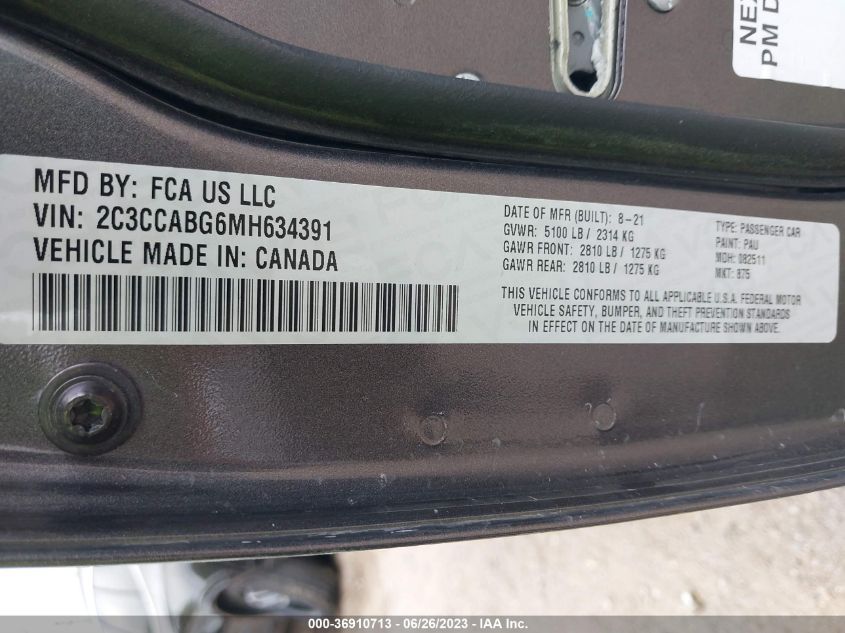 NEX
PM D
MFD BY: FCA US LLC
VIN: 2C3CCABG6MH634391
VEHICLE MADE IN: CANADA
DATE OF MFR (BUILT): 8-21
GVWR: 5100 LB / 2314 KG
GAWR FRONT: 2810 LB / 1275 KG
GAWR REAR: 2810 LB / 1275 KG
TYPE: PASSENGER CAR
PAINT: PAU
MDH: 082511
MKT: 875
THIS VEHICLE CONFORMS TO ALL APPLICABLE U.S.A. FEDERAL MOTOR
VEHICLE SAFETY, BUMPER, AND THEFT PREVENTION STANDARDS
IN EFFECT ON THE DATE OF MANUFACTURE SHOWN ABOVE.
000-36910713 - 06/26/2023 - IAA Inc.